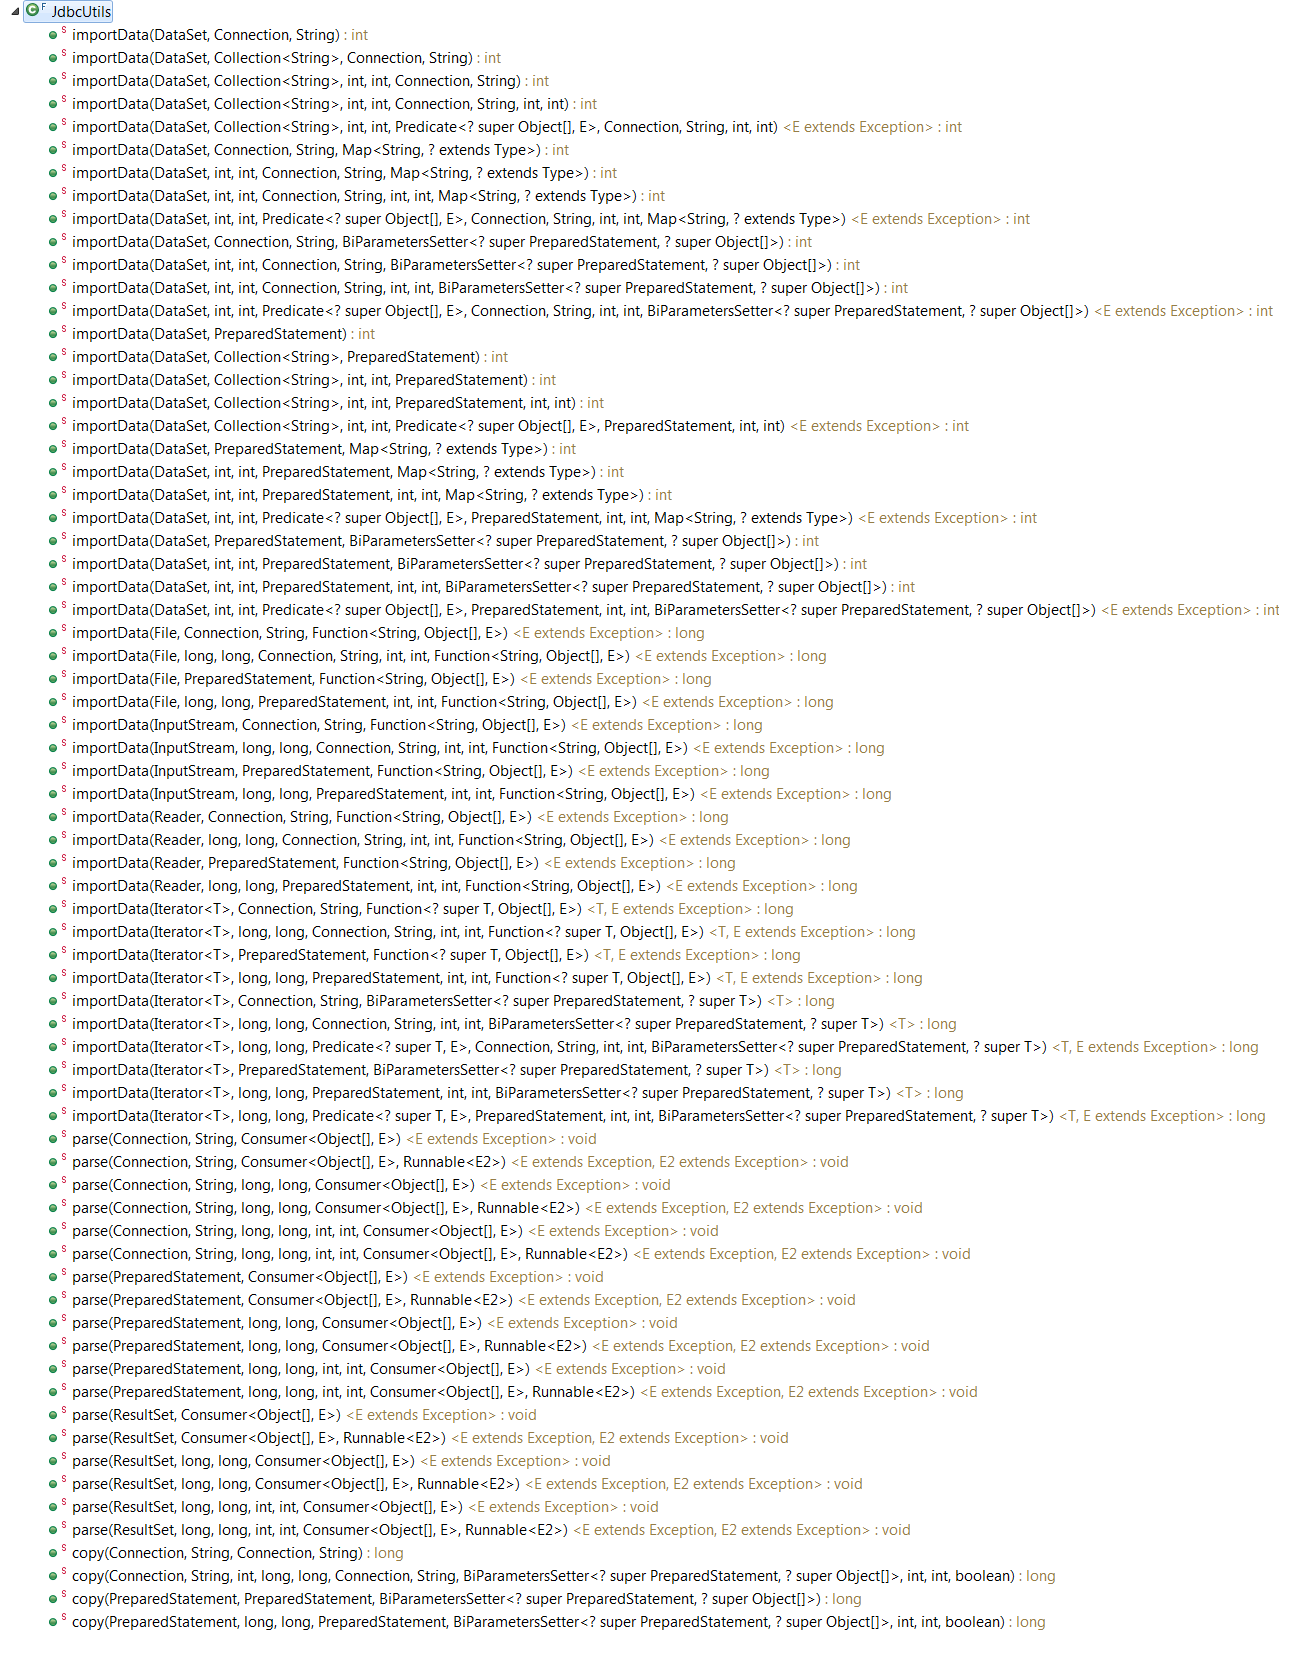 F JdbcUtils
S importData(DataSet, Connection, String) : int
S importData(DataSet, Collection<String>, Connection, String) : int
S importData(DataSet, Collection<String>, int, int, Connection, String) : int
S importData(DataSet, Collection<String>, int, int, Connection, String, int, int) : int
S importData(DataSet, Collection<String>, int, int, Predicate<? super Object[], E>, Connection, String, int, int) <E extends Exception> : int
S importData(DataSet, Connection, String, Map<String, ? extends Type>) : int
S importData(DataSet, int, int, Connection, String, Map<String, ? extends Type>) : int
S importData(DataSet, int, int, Connection, String, int, int, Map<String, ? extends Type>) : int
S importData(DataSet, int, int, Predicate<? super Object[], E>, Connection, String, int, int, Map<String, ? extends Type>) <E extends Exception> : int
S importData(DataSet, Connection, String, BiParametersSetter<? super PreparedStatement, ? super Object[]>) : int
S importData(DataSet, int, int, Connection, String, BiParametersSetter<? super PreparedStatement, ? super Object[]>) : int
S importData(DataSet, int, int, Connection, String, int, int, BiParametersSetter<? super PreparedStatement, ? super Object[]>) : int
S importData(DataSet, int, int, Predicate<? super Object[], E>, Connection, String, int, int, BiParametersSetter<? super PreparedStatement, ? super Object[]>) <E extends Exception> : int
S importData(DataSet, PreparedStatement) : int
S importData(DataSet, Collection<String>, PreparedStatement) : int
S importData(DataSet, Collection<String>, int, int, PreparedStatement) : int
S importData(DataSet, Collection<String>, int, int, PreparedStatement, int, int) : int
S importData(DataSet, Collection<String>, int, int, Predicate<? super Object[], E>, PreparedStatement, int, int) <E extends Exception> : int
S importData(DataSet, PreparedStatement, Map<String, ? extends Type>) : int
S importData(DataSet, int, int, PreparedStatement, Map<String, ? extends Type>) : int
S importData(DataSet, int, int, PreparedStatement, int, int, Map<String, ? extends Type>) : int
S importData(DataSet, int, int, Predicate<? super Object[], E>, PreparedStatement, int, int, Map<String, ? extends Type>) <E extends Exception> : int
S importData(DataSet, PreparedStatement, BiParametersSetter<? super PreparedStatement, ? super Object[]>) : int
S importData(DataSet, int, int, PreparedStatement, BiParametersSetter<? super PreparedStatement, ? super Object[]>) : int
S importData(DataSet, int, int, PreparedStatement, int, int, BiParametersSetter<? super PreparedStatement, ? super Object[]>) : int
S importData(DataSet, int, int, Predicate<? super Object[], E>, PreparedStatement, int, int, BiParametersSetter<? super PreparedStatement, ? super Object[]>) <E extends Exception> : int
S importData(File, Connection, String, Function<String, Object[], E>) <E extends Exception> : long
S importData(File, long, long, Connection, String, int, int, Function<String, Object[], E>) <E extends Exception> : long
S importData(File, PreparedStatement, Function<String, Object[], E>) <E extends Exception> : long
S importData(File, long, long, PreparedStatement, int, int, Function<String, Object[], E>) <E extends Exception> : long
S importData(InputStream, Connection, String, Function<String, Object[], E>) <E extends Exception> : long
S importData(InputStream, long, long, Connection, String, int, int, Function<String, Object[], E>) <E extends Exception> : long
S importData(InputStream, PreparedStatement, Function<String, Object[], E>) <E extends Exception> : long
S importData(InputStream, long, long, PreparedStatement, int, int, Function<String, Object[], E>) <E extends Exception> : long
S importData(Reader, Connection, String, Function<String, Object[], E>) <E extends Exception> : long
S importData(Reader, long, long, Connection, String, int, int, Function<String, Object[], E>) <E extends Exception> : long
S importData(Reader, PreparedStatement, Function<String, Object[], E>) <E extends Exception> : long
S importData(Reader, long, long, PreparedStatement, int, int, Function<String, Object[], E>) <E extends Exception> : long
S importData(Iterator<T>, Connection, String, Function<? super T, Object[], E>) <T, E extends Exception> : long
S importData(Iterator<T>, long, long, Connection, String, int, int, Function<? super T, Object[], E>) <T, E extends Exception> : long
S importData(Iterator<T>, PreparedStatement, Function<? super T, Object[], E>) <T, E extends Exception> : long
S importData(Iterator<T>, long, long, PreparedStatement, int, int, Function<? super T, Object[], E>) <T, E extends Exception> : long
S importData(Iterator<T>, Connection, String, BiParametersSetter<? super PreparedStatement, ? super T>) <T> : long
S importData(Iterator<T>, long, long, Connection, String, int, int, BiParametersSetter<? super PreparedStatement, ? super T>) <T> : long
S importData(Iterator<T>, long, long, Predicate<? super T, E>, Connection, String, int, int, BiParametersSetter<? super PreparedStatement, ? super T>) <T, E extends Exception> : long
S importData(Iterator<T>, PreparedStatement, BiParametersSetter<? super PreparedStatement, ? super T>) <T> : long
S importData(Iterator<T>, long, long, PreparedStatement, int, int, BiParametersSetter<? super PreparedStatement, ? super T>) <T> : long
S importData(Iterator<T>, long, long, Predicate<? super T, E>, PreparedStatement, int, int, BiParametersSetter<? super PreparedStatement, ? super T>) <T, E extends Exception> : long
S parse(Connection, String, Consumer<Object[], E>) <E extends Exception> : void
S parse(Connection, String, Consumer<Object[], E>, Runnable<E2>) <E extends Exception, E2 extends Exception> : void
S parse(Connection, String, long, long, Consumer<Object[], E>) <E extends Exception> : void
S parse(Connection, String, long, long, Consumer<Object[], E>, Runnable<E2>) <E extends Exception, E2 extends Exception> : void
S parse(Connection, String, long, long, int, int, Consumer<Object[], E>) <E extends Exception> : void
S parse(Connection, String, long, long, int, int, Consumer<Object[], E>, Runnable<E2>) <E extends Exception, E2 extends Exception> : void
S parse(PreparedStatement, Consumer<Object[], E>) <E extends Exception> : void
S parse(PreparedStatement, Consumer<Object[], E>, Runnable<E2>) <E extends Exception, E2 extends Exception> : void
S parse(PreparedStatement, long, long, Consumer<Object[], E>) <E extends Exception> : void
S parse(PreparedStatement, long, long, Consumer<Object[], E>, Runnable<E2>) <E extends Exception, E2 extends Exception> : void
S parse(PreparedStatement, long, long, int, int, Consumer<Object[], E>) <E extends Exception> : void
S parse(PreparedStatement, long, long, int, int, Consumer<Object[], E>, Runnable<E2>) <E extends Exception, E2 extends Exception> : void
S parse(ResultSet, Consumer<Object[], E>) <E extends Exception> : void
S parse(ResultSet, Consumer<Object[], E>, Runnable<E2>) <E extends Exception, E2 extends Exception> : void
S parse(ResultSet, long, long, Consumer<Object[], E>) <E extends Exception> : void
S parse(ResultSet, long, long, Consumer<Object[], E>, Runnable<E2>) <E extends Exception, E2 extends Exception> : void
S parse(ResultSet, long, long, int, int, Consumer<Object[], E>) <E extends Exception> : void
S parse(ResultSet, long, long, int, int, Consumer<Object[], E>, Runnable<E2>) <E extends Exception, E2 extends Exception> : void
S copy(Connection, String, Connection, String) : long
S copy(Connection, String, int, long, long, Connection, String, BiParametersSetter<? super PreparedStatement, ? super Object[]>, int, int, boolean) : long
S copy(PreparedStatement, PreparedStatement, BiParametersSetter<? super PreparedStatement, ? super Object[]>) : long
S copy(PreparedStatement, long, long, PreparedStatement, BiParametersSetter<? super PreparedStatement, ? super Object[]>, int, int, boolean) : long